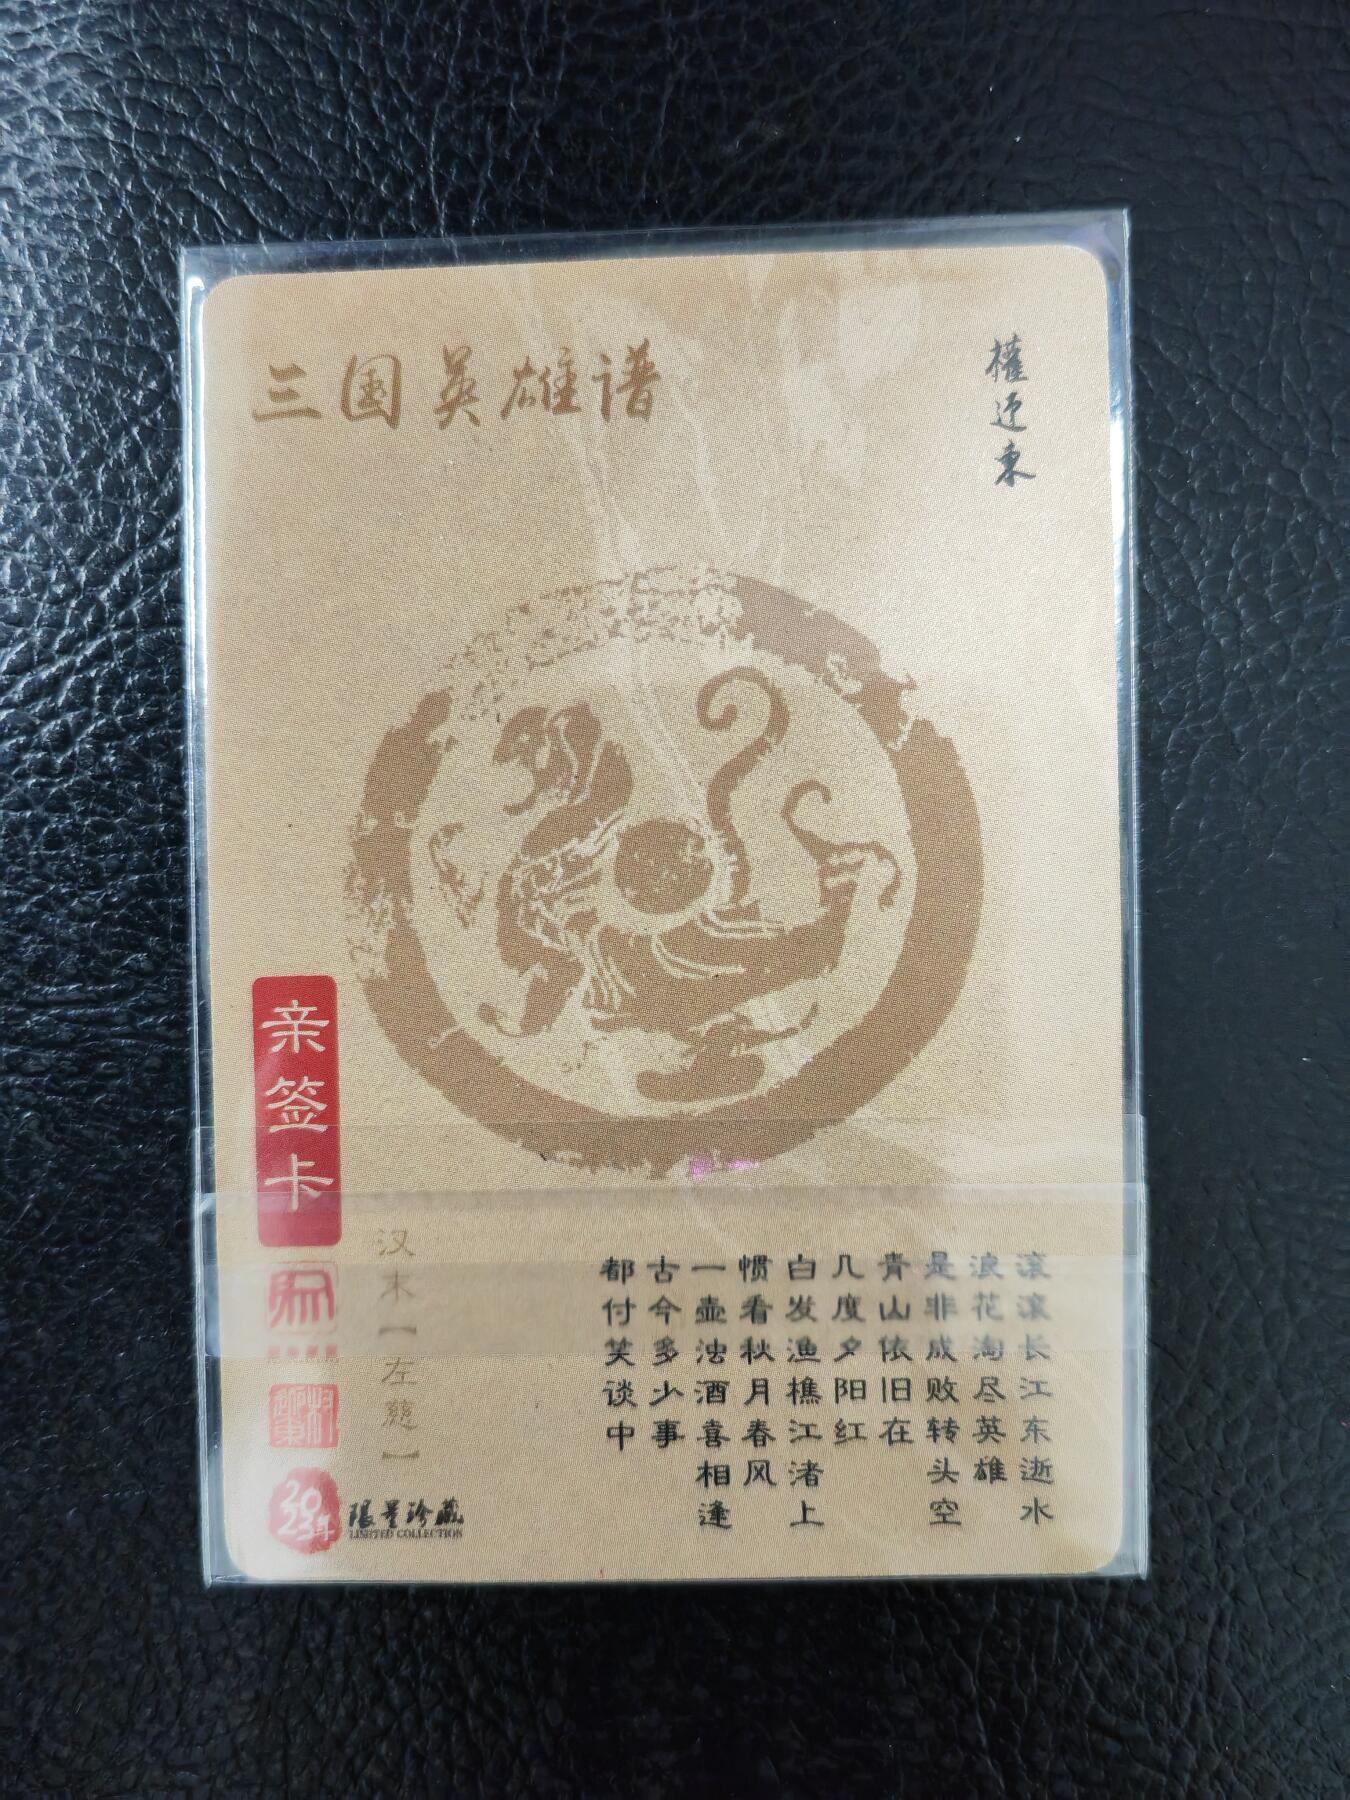 三国英雄谱
權迎東
亲签卡
汉末【左慈】
滚滚长江东逝水
浪花淘尽英雄
是非成败转头空
青山依旧在
几度夕阳红
白发渔樵江渚上
惯看秋月春风
一壶浊酒喜相逢
古今多少事
都付笑谈中
2023年
限量珍藏
LIMITED COLLECTION